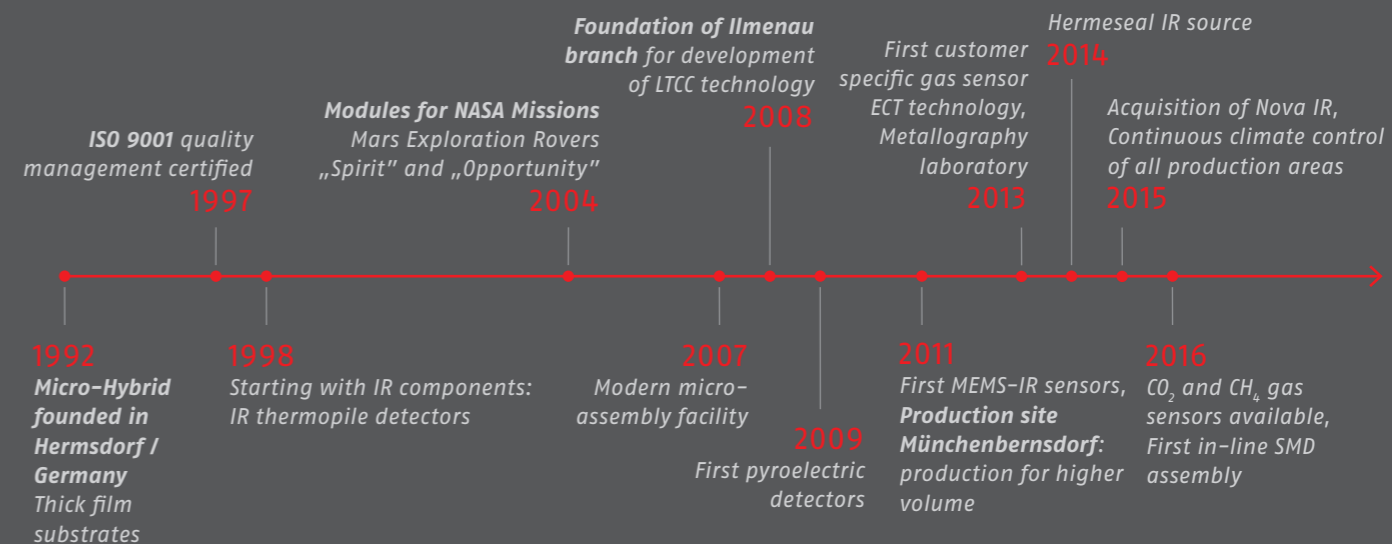 ISO 9001 quality
management certified
1997
Modules for NASA Missions
Mars Exploration Rovers
„Spirit” and „Opportunity”
2004
Foundation of Ilmenau
branch for development
of LTCC technology
2008
First customer
specific gas sensor
ECT technology,
Metallography
laboratory
2013
Hermeseal IR source
2014
Acquisition of Nova IR,
Continuous climate control
of all production areas
2015
1992
Micro-Hybrid
founded in
Hermsdorf /
Germany
Thick film
substrates
1998
Starting with IR components:
IR thermopile detectors
2007
Modern micro-
assembly facility
2009
First pyroelectric
detectors
2011
First MEMS-IR sensors,
Production site
Münchenbernsdorf:
production for higher
volume
2016
CO₂ and CH₄ gas
sensors available,
First in-line SMD
assembly